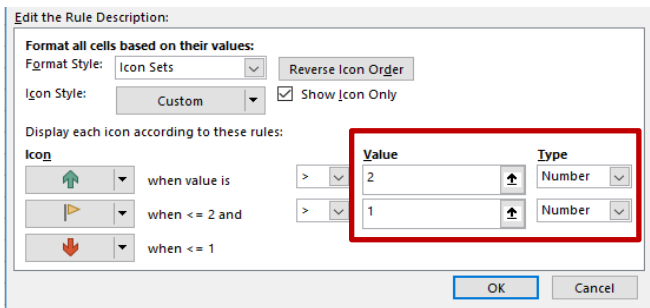 Edit the Rule Description:
Format all cells based on their values:
Format Style: Icon Sets Reverse Icon Order
Icon Style: Custom Show Icon Only
Display each icon according to these rules:
Icon Value Type
when value is > 2 Number
when <= 2 and > 1 Number
when <= 1
OK Cancel